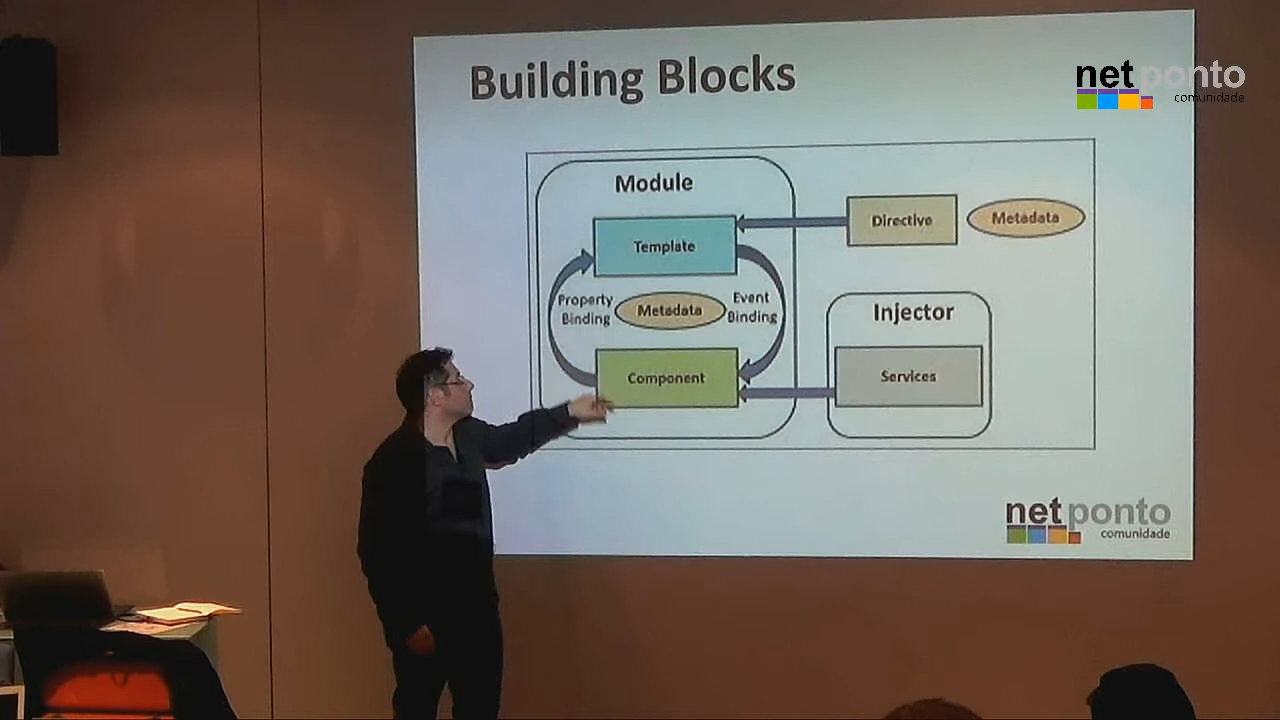 Building Blocks
net ponto
comunidade
Module
Template
Directive
Metadata
Property
Binding
Metadata
Event
Binding
Component
Injector
Services
net ponto
comunidade